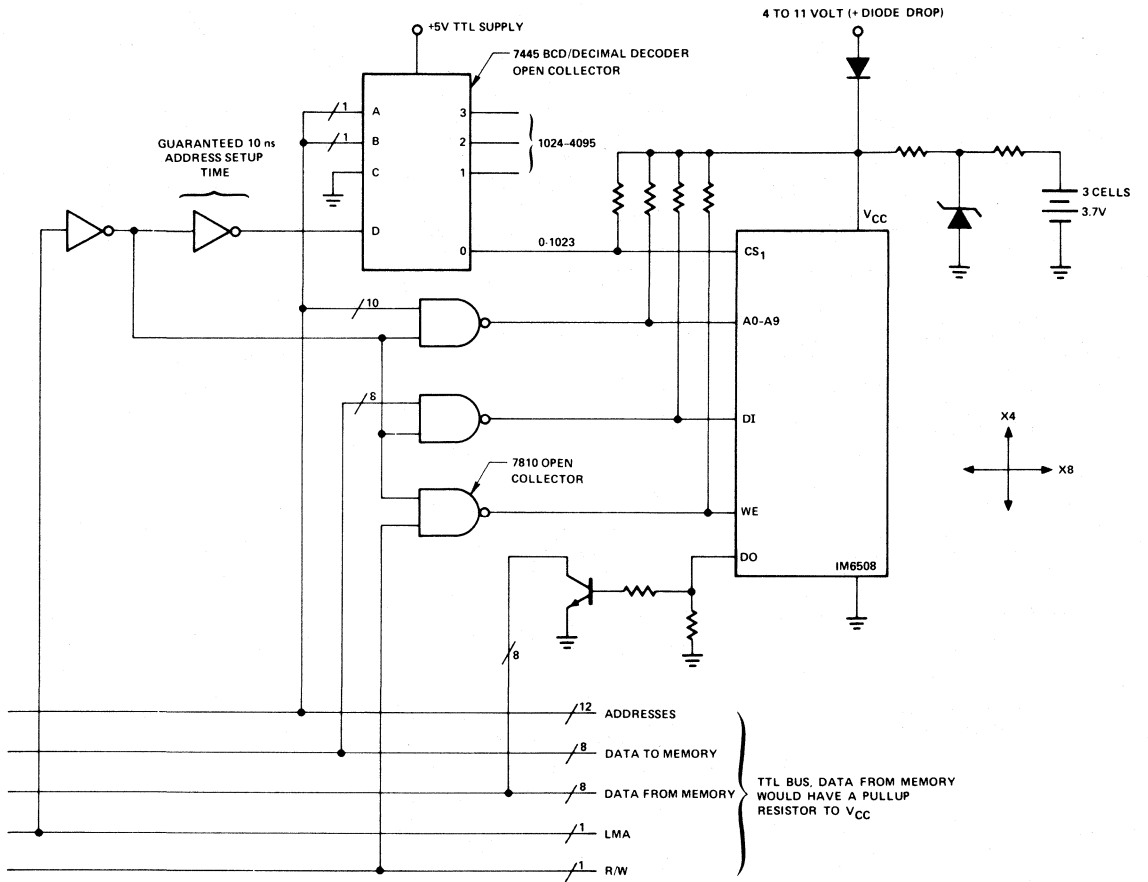 4 TO 11 VOLT (+ DIODE DROP)
+5V TTL SUPPLY
7445 BCD/DECIMAL DECODER
OPEN COLLECTOR
1
A
3
GUARANTEED 10 ns
ADDRESS SETUP
TIME
1
B
2
1024-4095
C
1
3 CELLS
3.7V
VCC
D
0
0-1023
CS1
10
A0-A9
8
DI
X4
X8
7810 OPEN
COLLECTOR
WE
DO
IM6508
8
12
ADDRESSES
8
DATA TO MEMORY
8
DATA FROM MEMORY
TTL BUS, DATA FROM MEMORY
WOULD HAVE A PULLUP
RESISTOR TO VCC
1
LMA
1
R/W